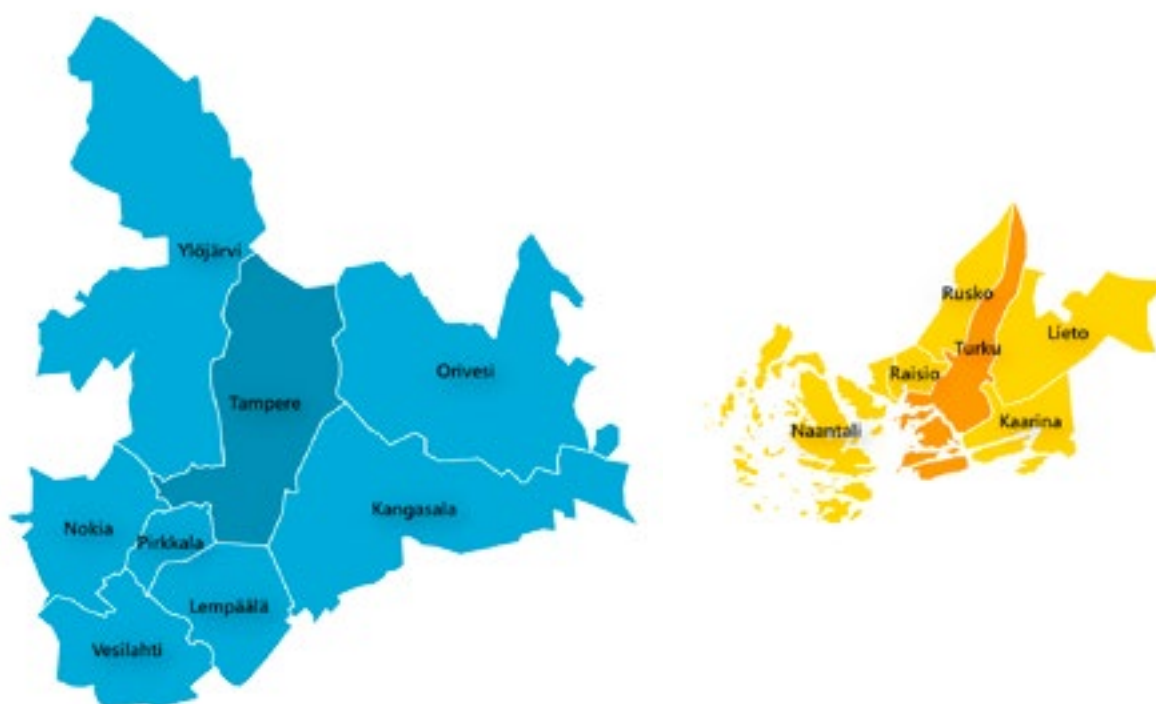 Ylöjärvi
Tampere
Orivesi
Nokia
Pirkkala
Kangasala
Lempäälä
Vesilahti
Rusko
Turku
Lieto
Raisio
Naantali
Kaarina